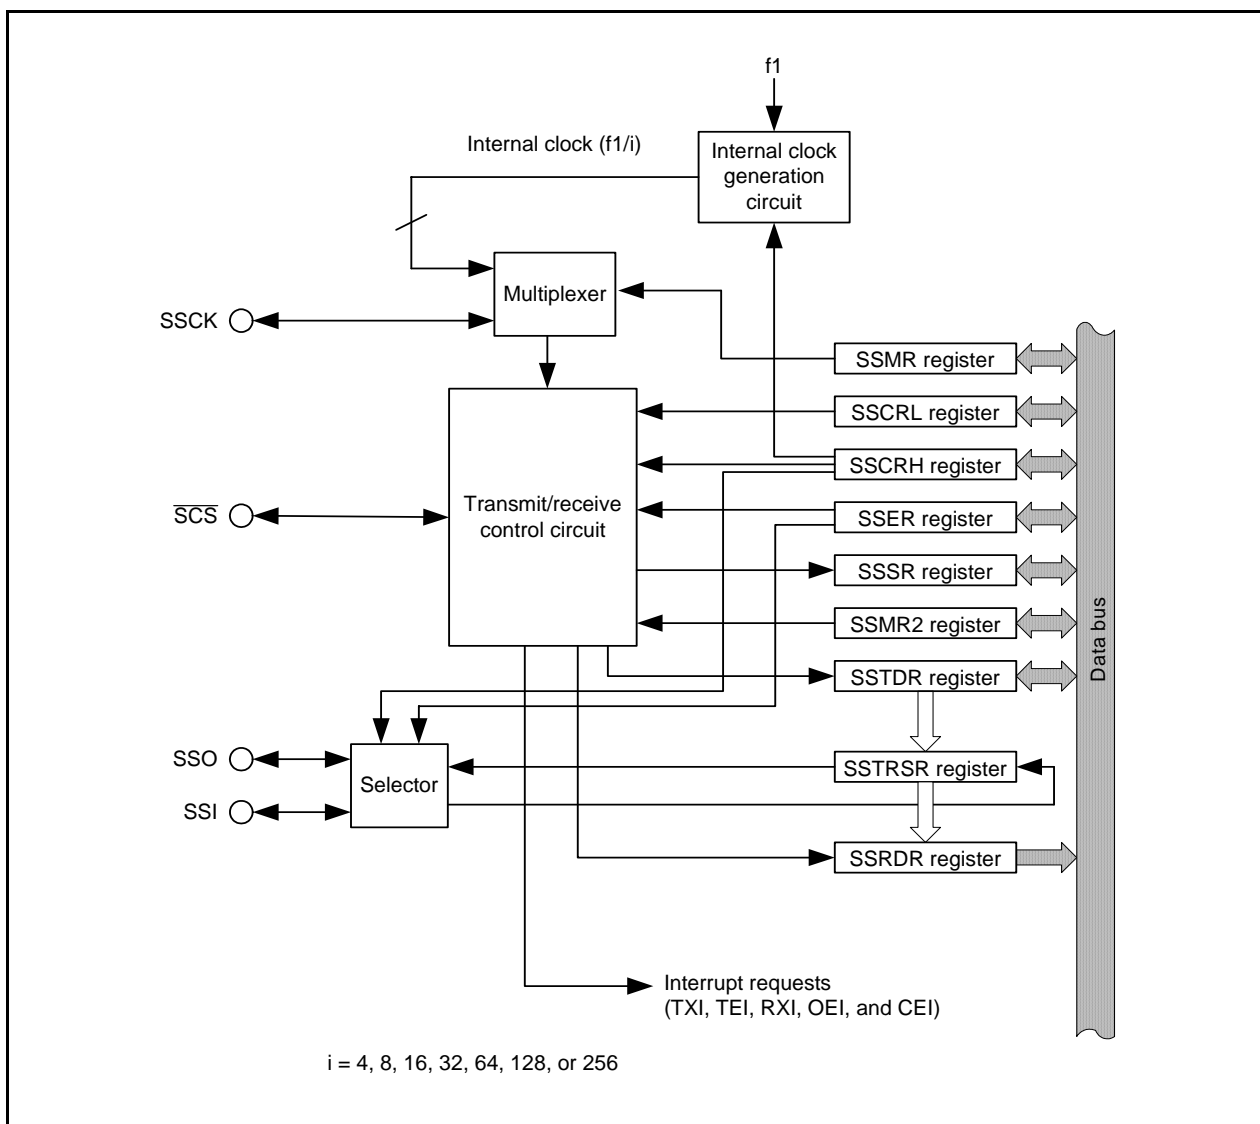 f1
Internal clock (f1/i)
Internal clock
generation
circuit
Multiplexer
SSCK
SSMR register
SSCRL register
SSCRH register
SCS
Transmit/receive
control circuit
SSER register
SSSR register
SSMR2 register
SSTDR register
Data bus
SSO
SSI
Selector
SSTRSR register
SSRDR register
Interrupt requests
(TXI, TEI, RXI, OEI, and CEI)
i = 4, 8, 16, 32, 64, 128, or 256